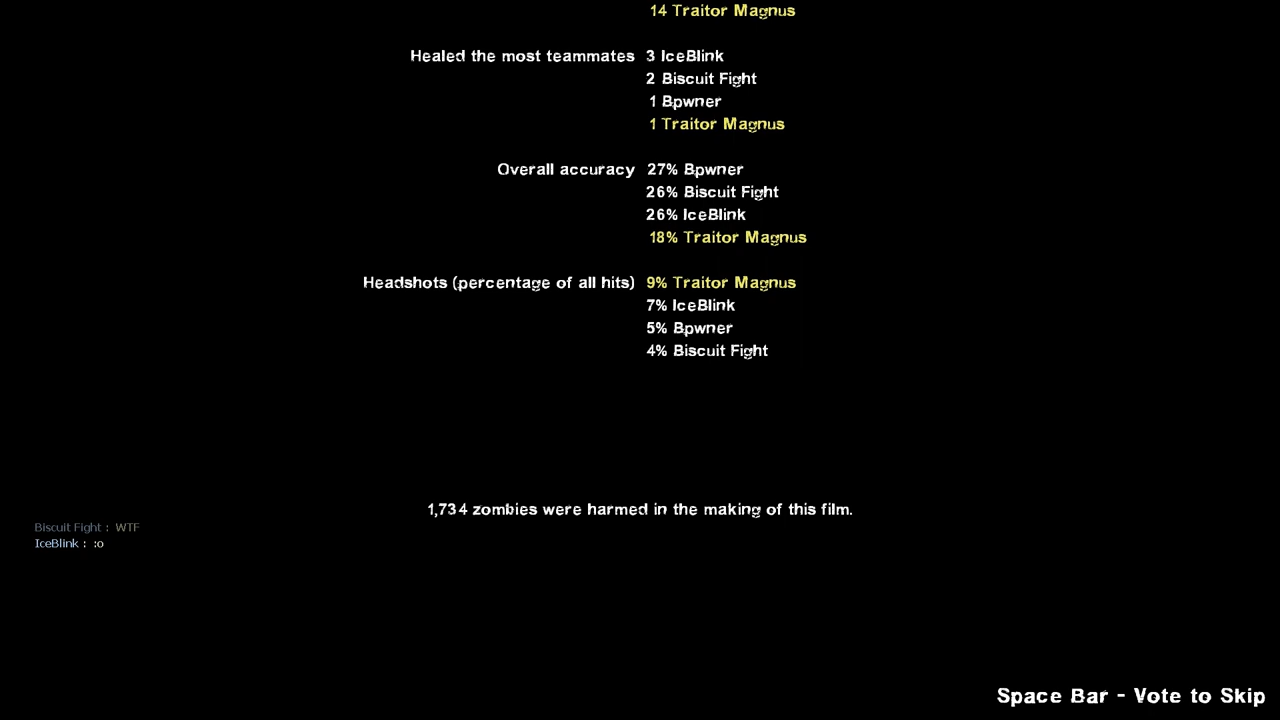 14 Traitor Magnus
Healed the most teammates 3 IceBlink
2 Biscuit Fight
1 Bpwner
1 Traitor Magnus
Overall accuracy 27% Bpwner
26% Biscuit Fight
26% IceBlink
18% Traitor Magnus
Headshots (percentage of all hits) 9% Traitor Magnus
7% IceBlink
5% Bpwner
4% Biscuit Fight
1,734 zombies were harmed in the making of this film.
Biscuit Fight : WTF
IceBlink : :o
Space Bar - Vote to Skip